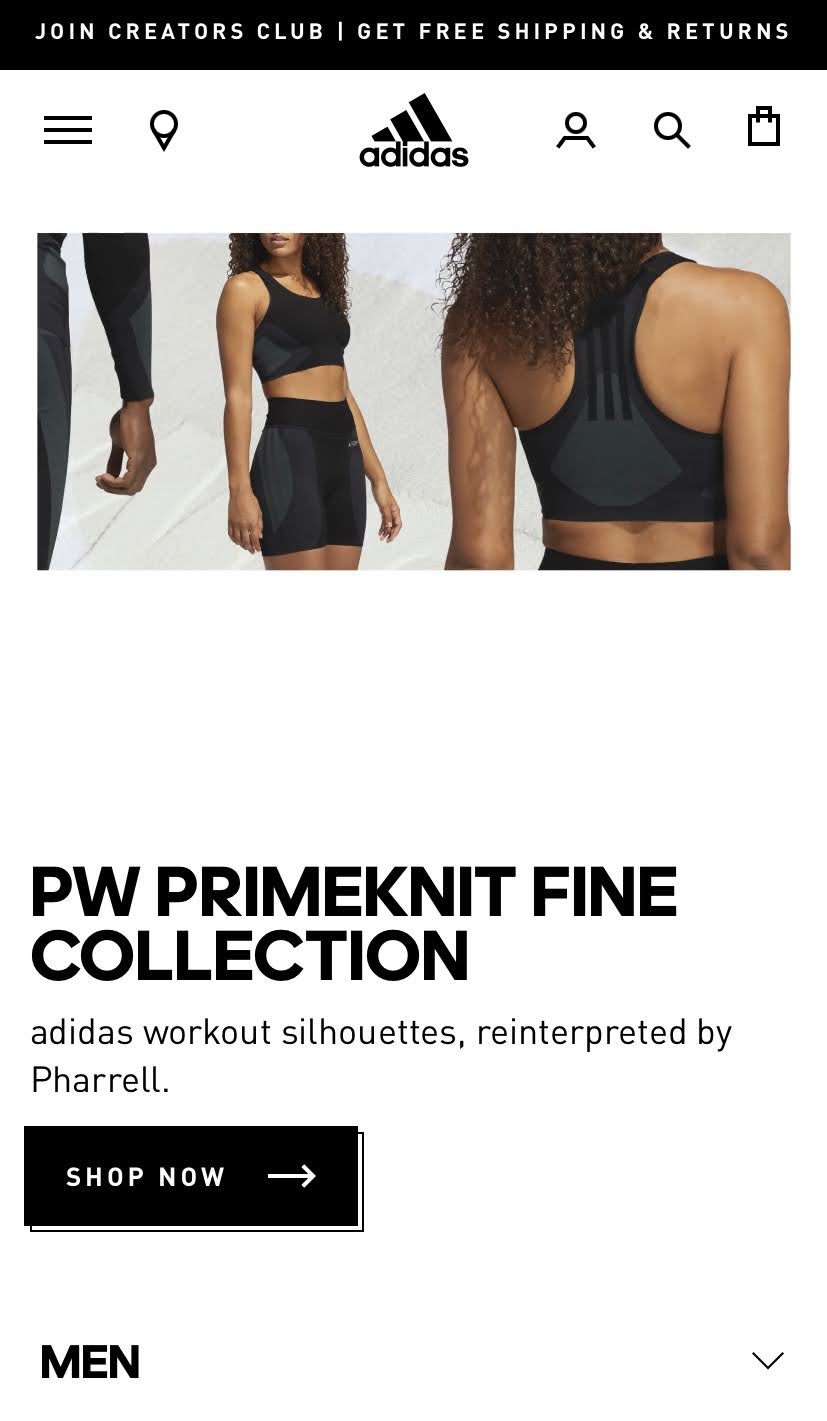 JOIN CREATORS CLUB | GET FREE SHIPPING & RETURNS
adidas
PW PRIMEKNIT FINE
COLLECTION
adidas workout silhouettes, reinterpreted by
Pharrell.
SHOP NOW
MEN